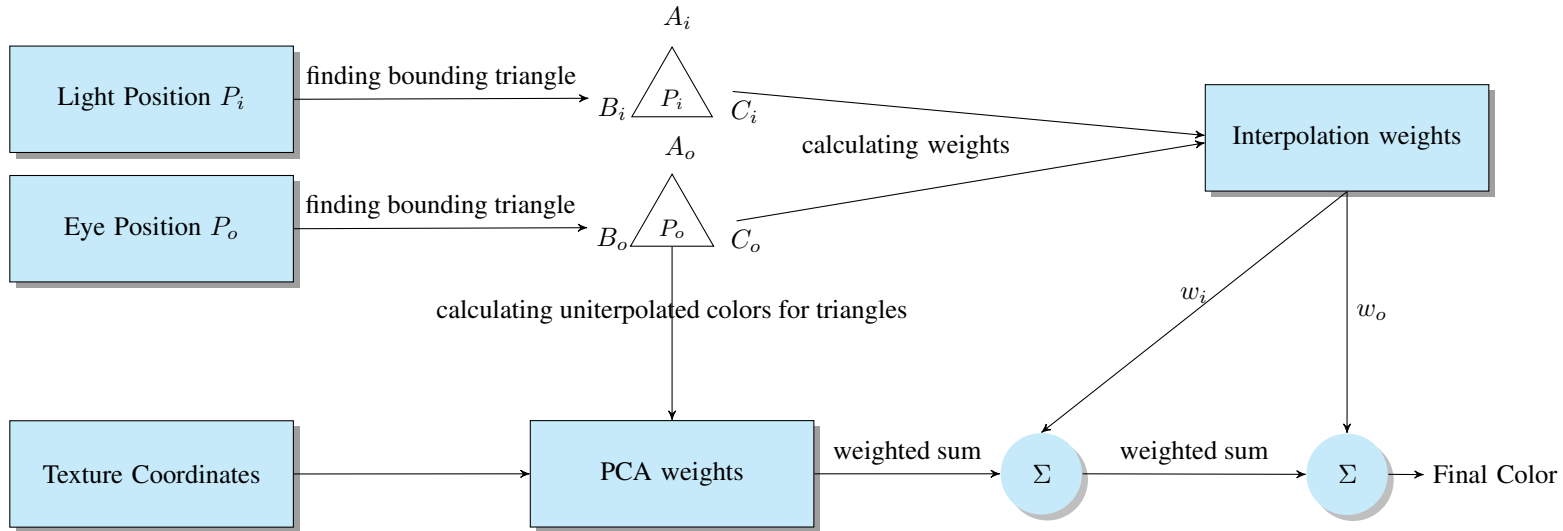 A_i
Light Position P_i
finding bounding triangle
B_i
P_i
C_i
calculating weights
Interpolation weights
A_o
Eye Position P_o
finding bounding triangle
B_o
P_o
C_o
calculating uniterpolated colors for triangles
w_i
w_o
Texture Coordinates
PCA weights
weighted sum
Σ
weighted sum
Σ
Final Color